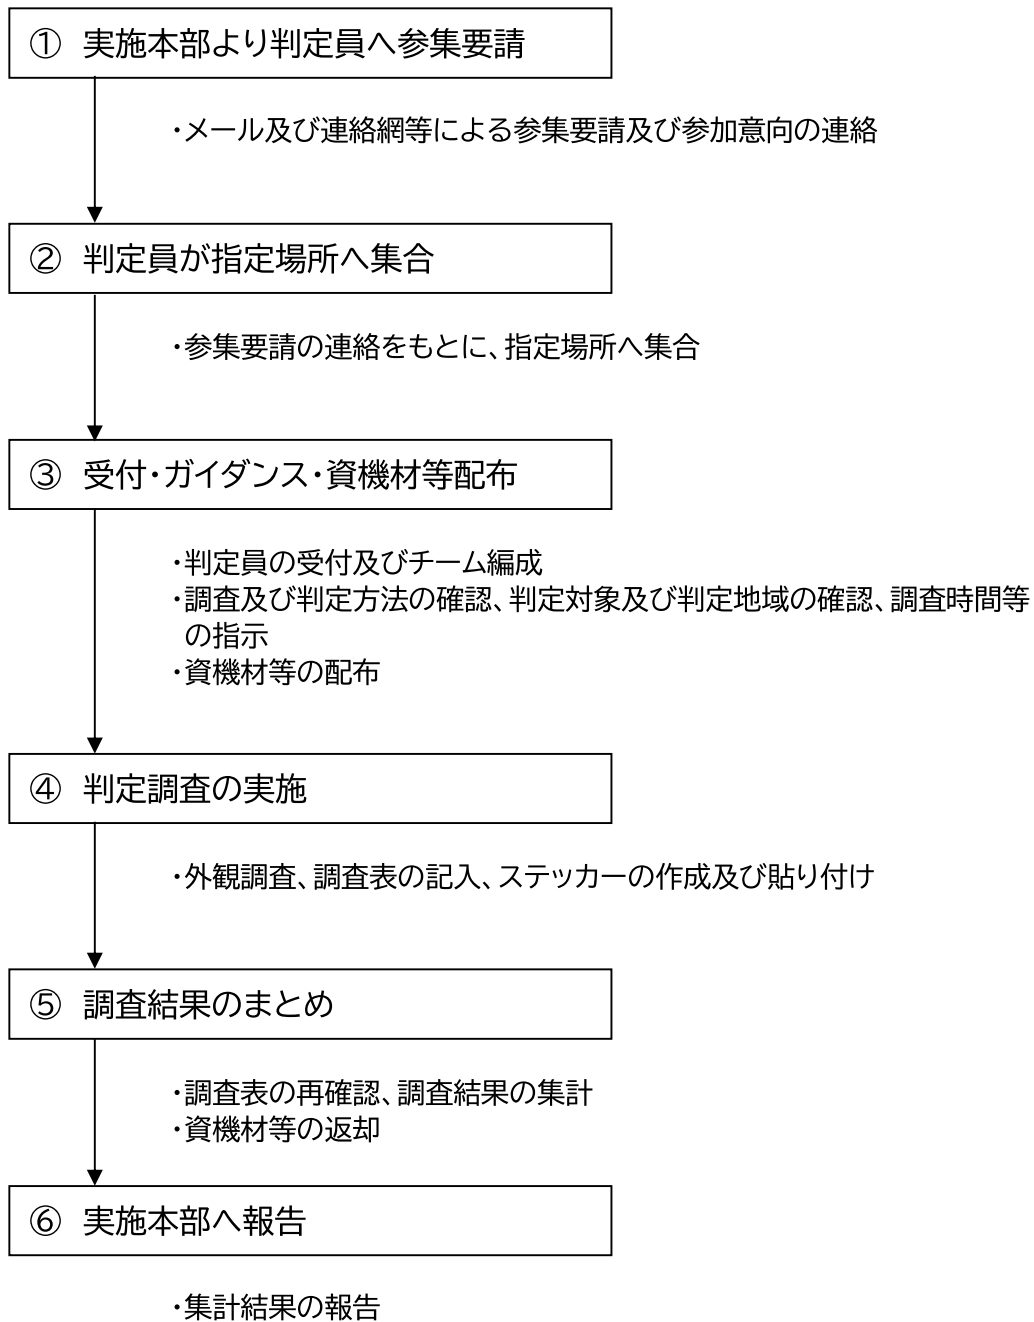 ① 実施本部より判定員へ参集要請
・メール及び連絡網等による参集要請及び参加意向の連絡
② 判定員が指定場所へ集合
・参集要請の連絡をもとに、指定場所へ集合
③ 受付・ガイダンス・資機材等配布
・判定員の受付及びチーム編成
・調査及び判定方法の確認、判定対象及び判定地域の確認、調査時間等
の指示
・資機材等の配布
④ 判定調査の実施
・外観調査、調査表の記入、ステッカーの作成及び貼り付け
⑤ 調査結果のまとめ
・調査表の再確認、調査結果の集計
・資機材等の返却
⑥ 実施本部へ報告
・集計結果の報告